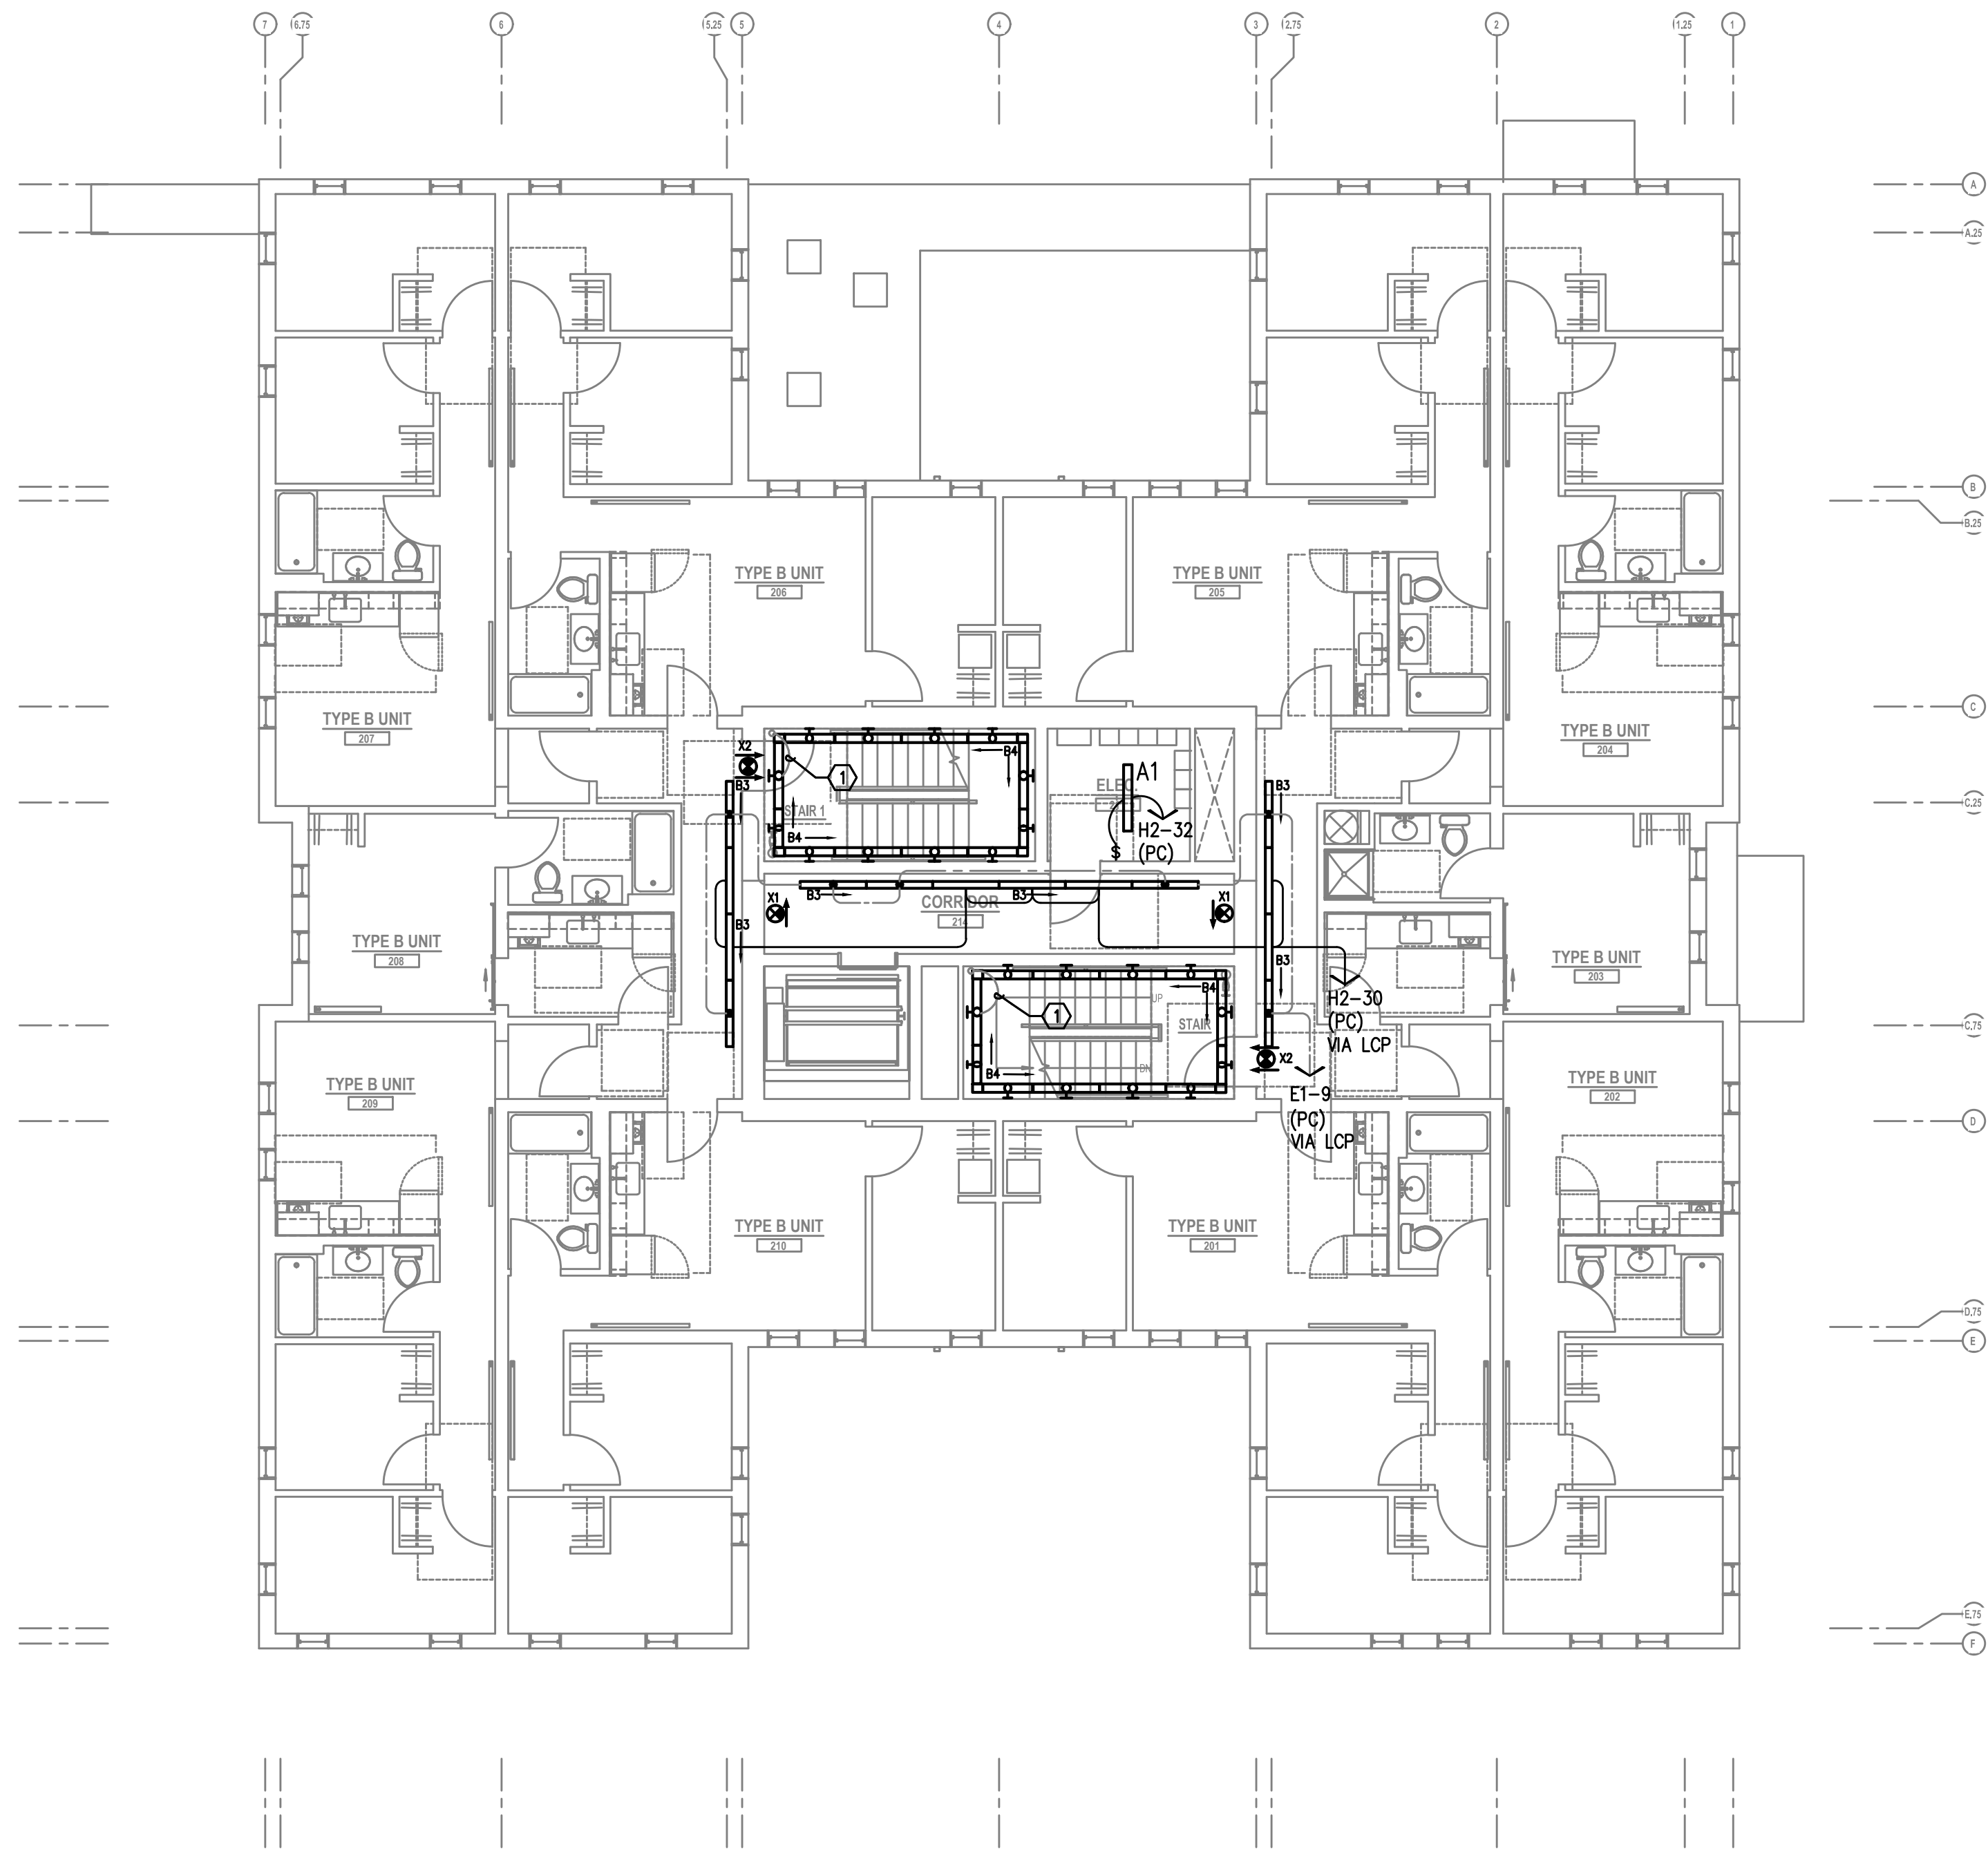 7
6.75
6
5.25
5
4
3
2.75
2
1.25
1
A
A.25
B
B.25
TYPE B UNIT
206
TYPE B UNIT
205
TYPE B UNIT
207
C
TYPE B UNIT
204
X2
B3
1
B4
STAIR 1
B4
ELEC.
A1
H2-32
(PC)
$
B3
C.25
B3
B3
X1
CORRIDOR
214
X1
B3
B3
TYPE B UNIT
208
TYPE B UNIT
203
B4
UP
1
STAIR
B4
DN
H2-30
(PC)
VIA LCP
X2
C.75
TYPE B UNIT
209
E1-9
(PC)
VIA LCP
TYPE B UNIT
202
D
TYPE B UNIT
210
TYPE B UNIT
201
D.75
E
E.75
F